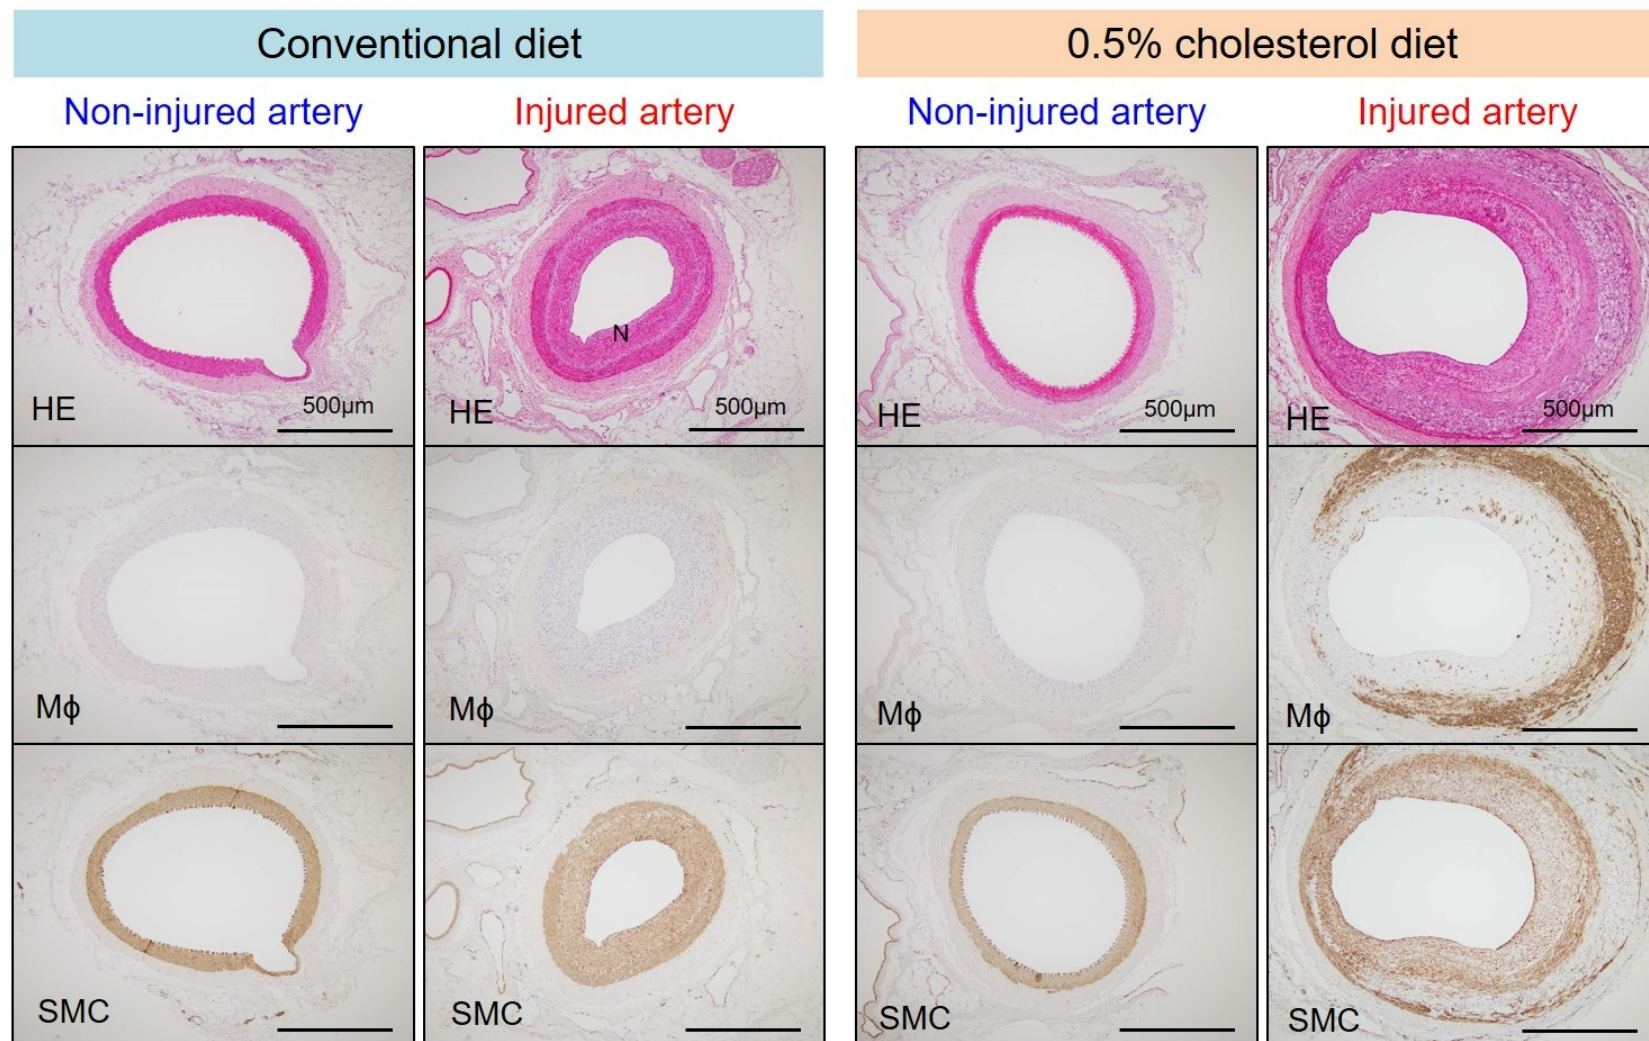 Conventional diet
0.5% cholesterol diet
Non-injured artery
Injured artery
Non-injured artery
Injured artery
HE
500μm
N
HE
500μm
HE
500μm
HE
500μm
Mϕ
Mϕ
Mϕ
Mϕ
SMC
SMC
SMC
SMC